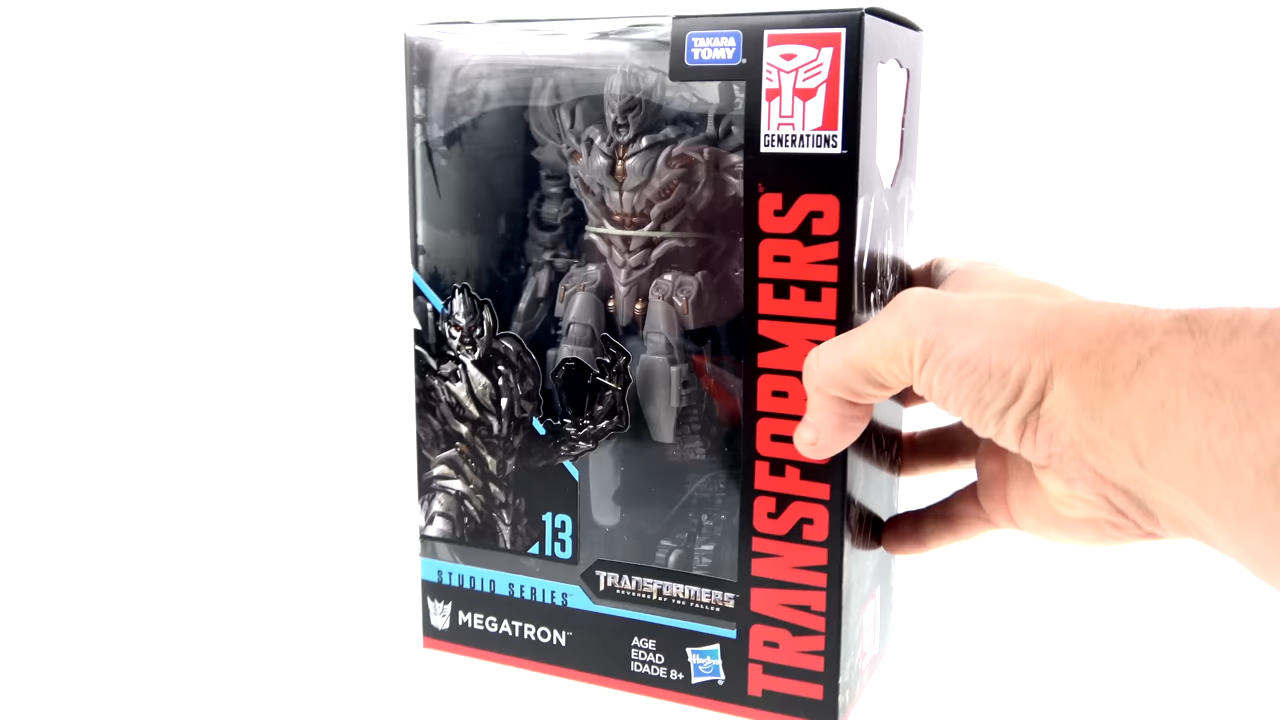 TAKARA
TOMY
GENERATIONS
TRANSFORMERS
13
STUDIO SERIES
TRANSFORMERS
REVENGE OF THE FALLEN
MEGATRON
AGE
EDAD
IDADE 8+
Hasbro